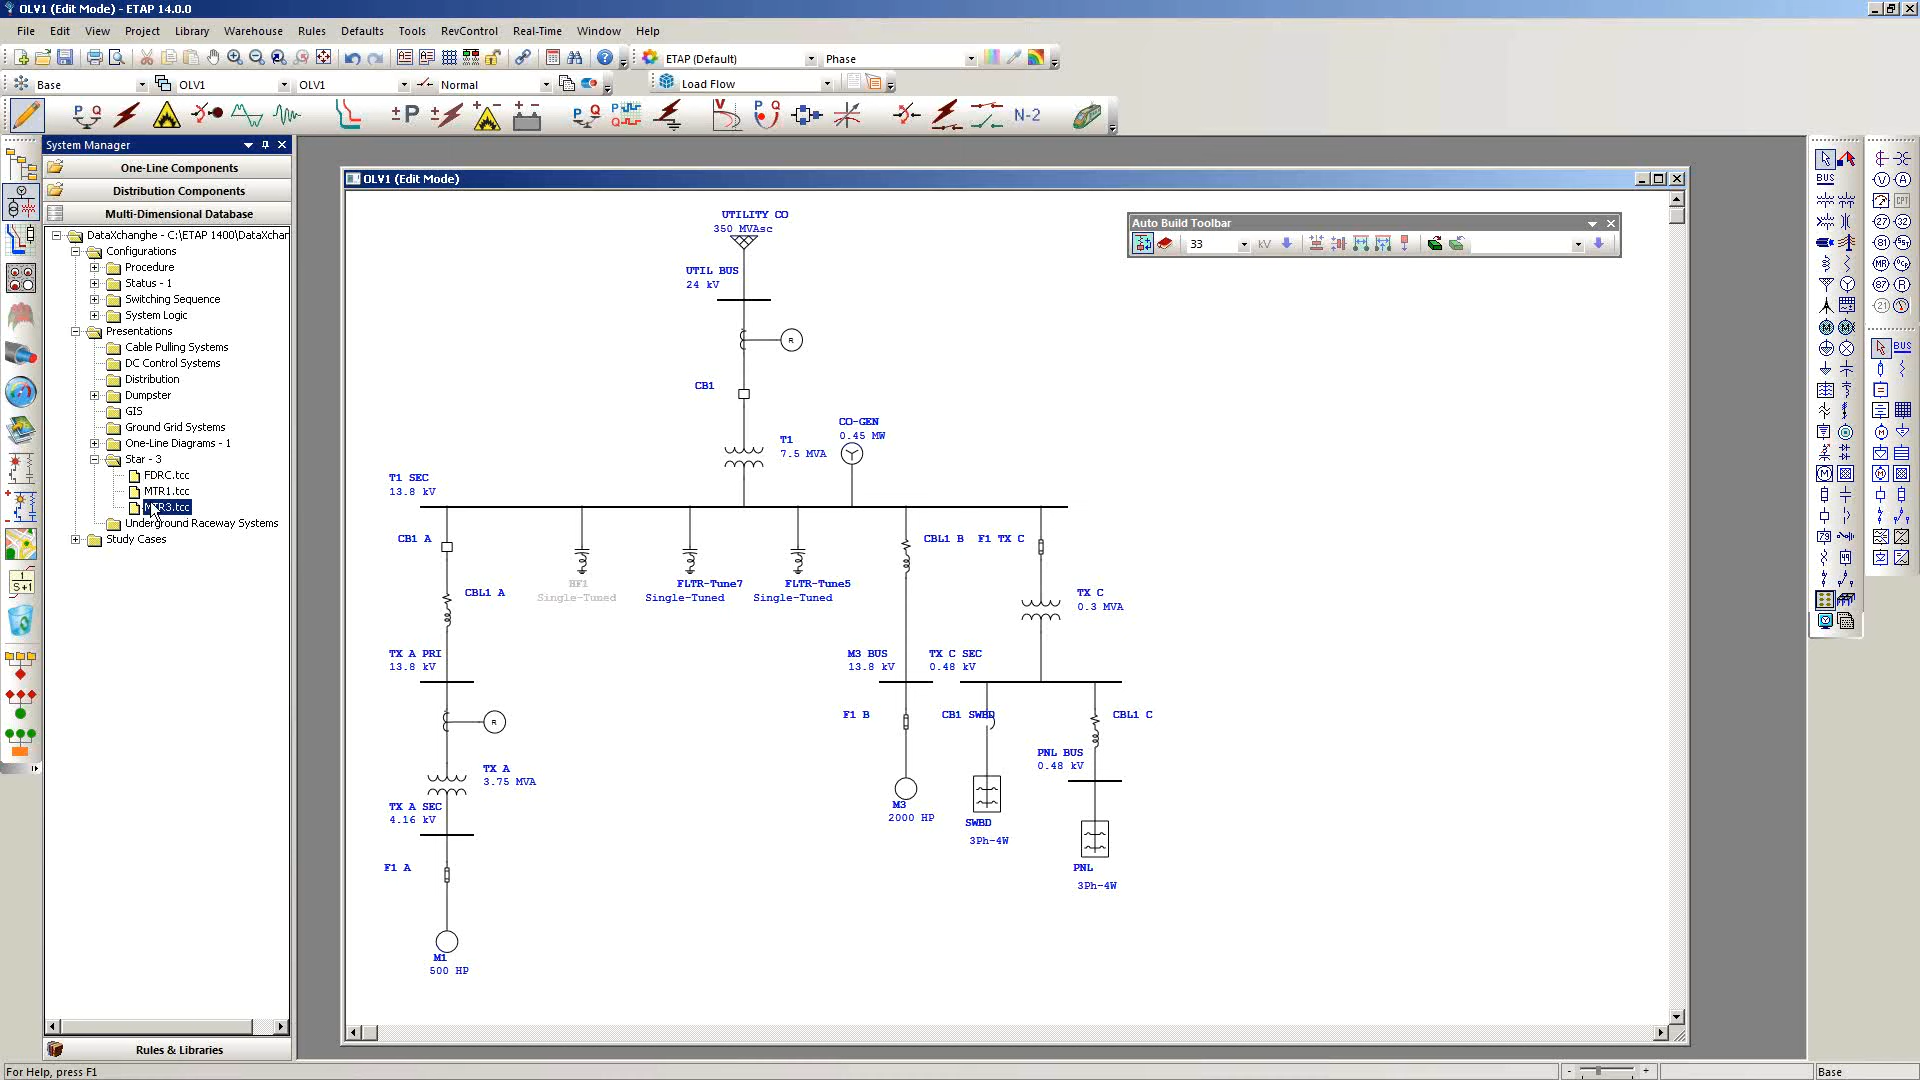 OLV1 (Edit Mode) - ETAP 14.0.0
File Edit View Project Library Warehouse Rules Defaults Tools RevControl Real-Time Window Help
ETAP (Default) Phase
Base OLV1 OLV1 Normal Load Flow
N-2
System Manager
One-Line Components
Distribution Components
Multi-Dimensional Database
DataXchanghe - C:\ETAP 1400\DataXchan
Configurations
Procedure
Status - 1
Switching Sequence
System Logic
Presentations
Cable Pulling Systems
DC Control Systems
Distribution
Dumpster
GIS
Ground Grid Systems
One-Line Diagrams - 1
Star - 3
FDRC.tcc
MTR1.tcc
MTR3.tcc
Underground Raceway Systems
Study Cases
Rules & Libraries
OLV1 (Edit Mode)
Auto Build Toolbar
33 kV
UTILITY CO
350 MVAsc
UTIL BUS
24 kV
R
CB1
CO-GEN
0.45 MW
T1
7.5 MVA
T1 SEC
13.8 kV
CB1 A
CBL1 B
F1 TX C
HF1
Single-Tuned
FLTR-Tune7
Single-Tuned
FLTR-Tune5
Single-Tuned
CBL1 A
TX C
0.3 MVA
TX A PRI
13.8 kV
M3 BUS
13.8 kV
TX C SEC
0.48 kV
R
F1 B
CB1 SWBD
CBL1 C
PNL BUS
0.48 kV
TX A
3.75 MVA
TX A SEC
4.16 kV
M3
2000 HP
SWBD
3Ph-4W
F1 A
PNL
3Ph-4W
M1
500 HP
BUS
BUS
For Help, press F1
Base